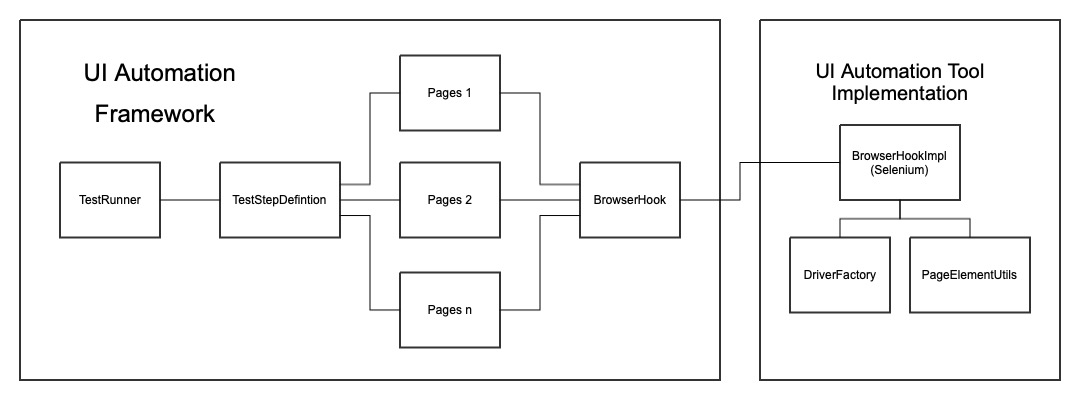 UI Automation
Framework
Pages 1
TestRunner
TestStepDefintion
Pages 2
BrowserHook
Pages n
UI Automation Tool
Implementation
BrowserHookImpl
(Selenium)
DriverFactory
PageElementUtils